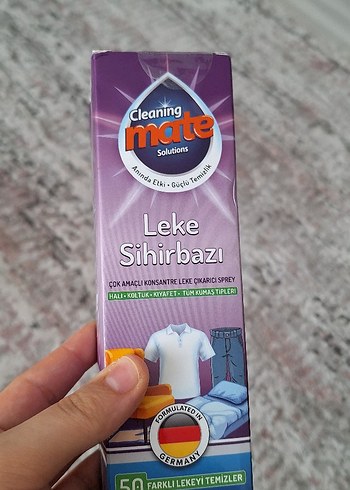 Cleaning
mate
Solutions
Anında Etki • Güçlü Temizlik
Leke
Sihirbazı
ÇOK AMAÇLI KONSANTRE LEKE ÇIKARICI SPREY
HALI • KOLTUK • KIYAFET • TÜM KUMAŞ TİPLERİ
FORMULATED IN
GERMANY
50 FARKLI LEKEYİ TEMİZLER